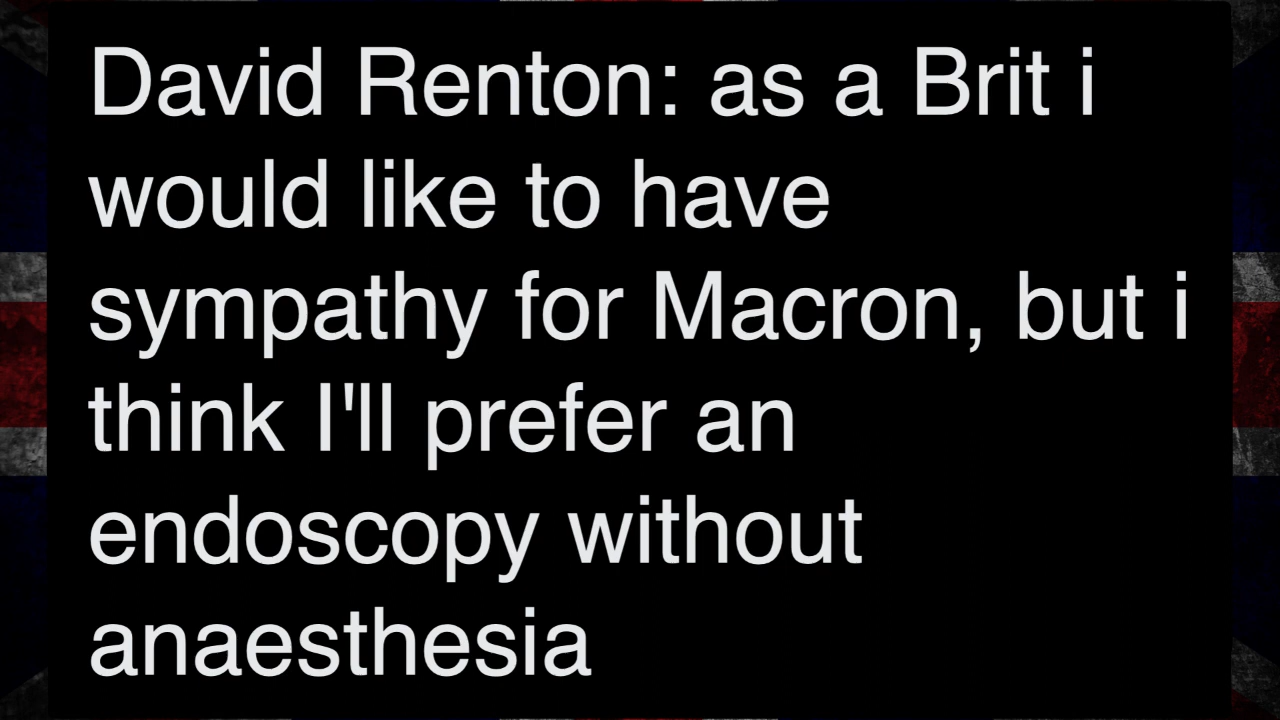 David Renton: as a Brit i
would like to have
sympathy for Macron, but i
think I'll prefer an
endoscopy without
anaesthesia